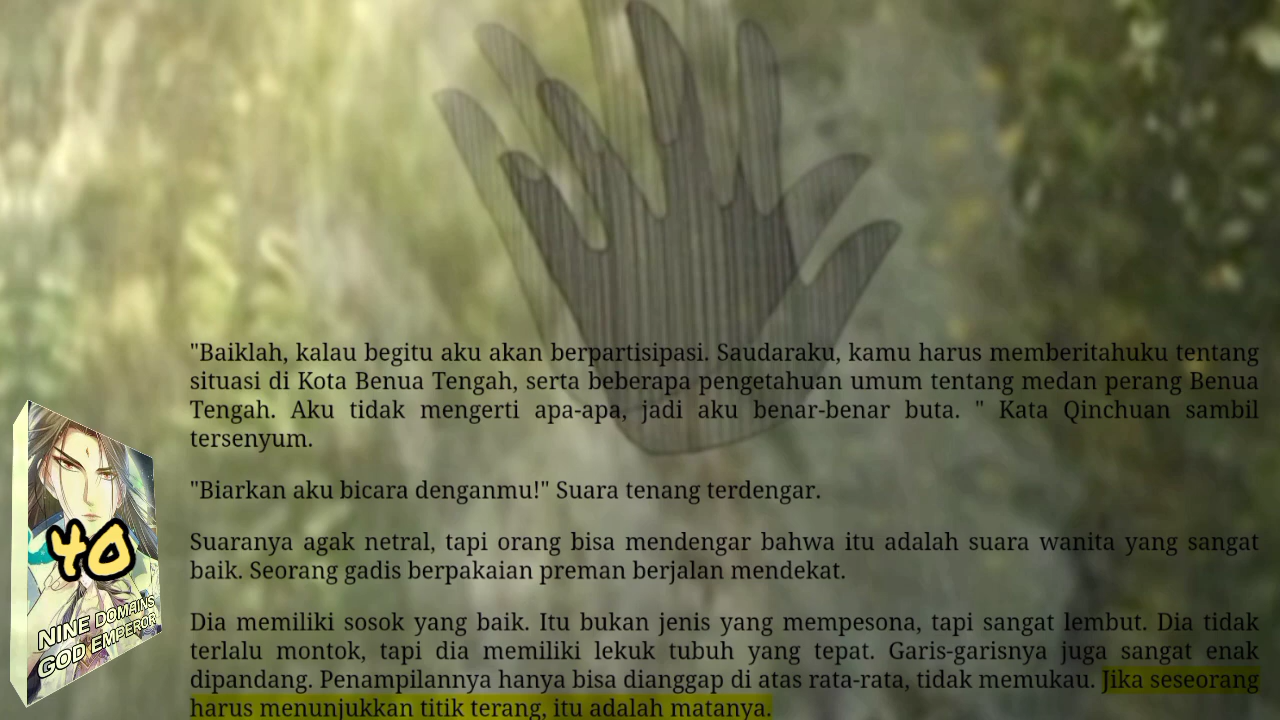 "Baiklah, kalau begitu aku akan berpartisipasi. Saudaraku, kamu harus memberitahuku tentang
situasi di Kota Benua Tengah, serta beberapa pengetahuan umum tentang medan perang Benua
Tengah. Aku tidak mengerti apa-apa, jadi aku benar-benar buta. " Kata Qinchuan sambil
tersenyum.
"Biarkan aku bicara denganmu!" Suara tenang terdengar.
Suaranya agak netral, tapi orang bisa mendengar bahwa itu adalah suara wanita yang sangat
baik. Seorang gadis berpakaian preman berjalan mendekat.
Dia memiliki sosok yang baik. Itu bukan jenis yang mempesona, tapi sangat lembut. Dia tidak
terlalu montok, tapi dia memiliki lekuk tubuh yang tepat. Garis-garisnya juga sangat enak
dipandang. Penampilannya hanya bisa dianggap di atas rata-rata, tidak memukau. Jika seseorang
harus menunjukkan titik terang, itu adalah matanya.
40
NINE DOMAINS
GOD EMPEROR